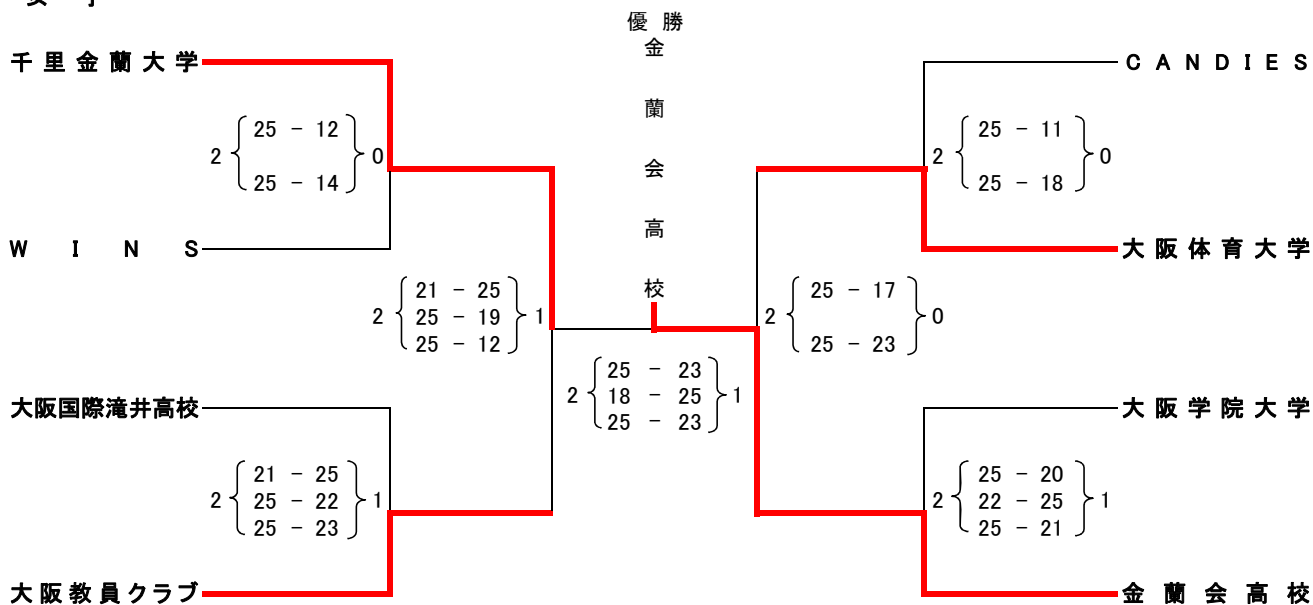 優 勝
金蘭会高校
千里金蘭大学
2 { 25 - 12 } 0
25 - 14
WINS
2 { 21 - 25 } 1
25 - 19
25 - 12
大阪国際滝井高校
2 { 21 - 25 } 1
25 - 22
25 - 23
大阪教員クラブ
2 { 25 - 23 } 1
18 - 25
25 - 23
CANDIES
2 { 25 - 11 } 0
25 - 18
大阪体育大学
2 { 25 - 17 } 0
25 - 23
大阪学院大学
2 { 25 - 20 } 1
22 - 25
25 - 21
金蘭会高校